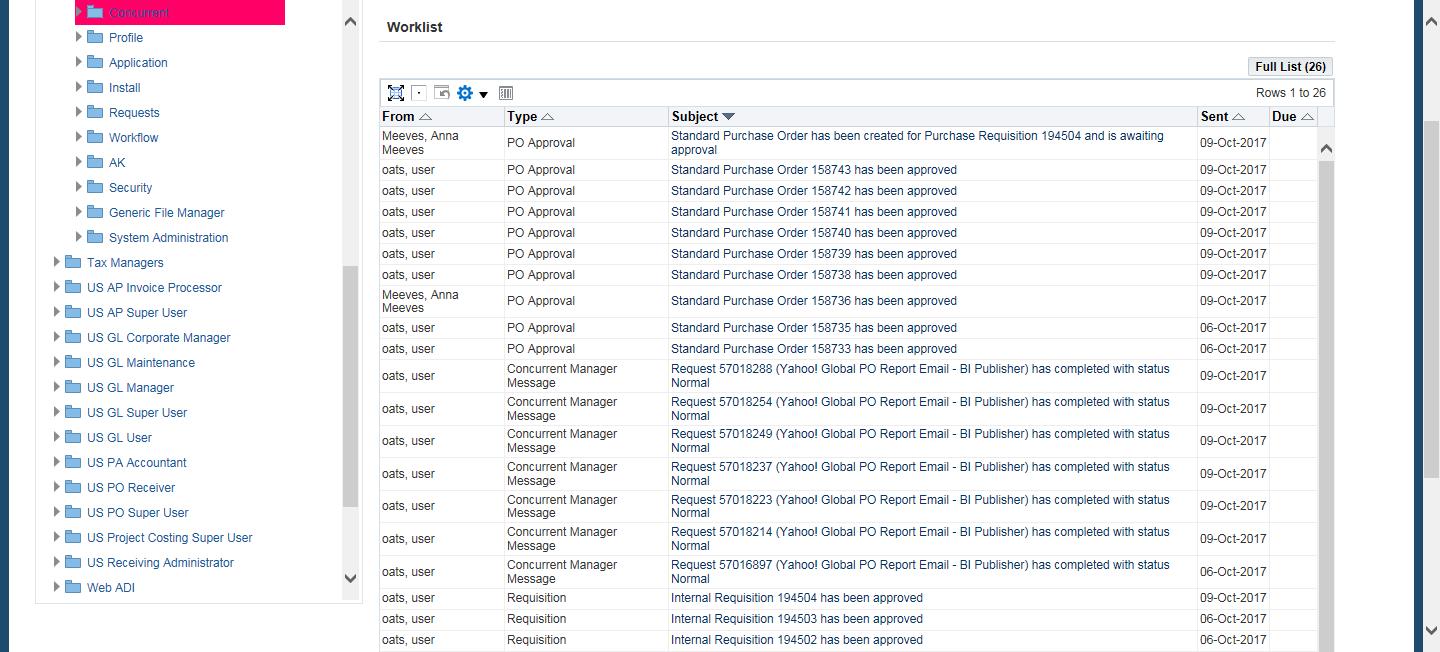 Concurrent
Profile
Application
Install
Requests
Workflow
AK
Security
Generic File Manager
System Administration
Tax Managers
US AP Invoice Processor
US AP Super User
US GL Corporate Manager
US GL Maintenance
US GL Manager
US GL Super User
US GL User
US PA Accountant
US PO Receiver
US PO Super User
US Project Costing Super User
US Receiving Administrator
Web ADI
Worklist
Full List (26)
Rows 1 to 26
From Type Subject Sent Due
Meeves, Anna
Meeves
PO Approval
Standard Purchase Order has been created for Purchase Requisition 194504 and is awaiting
approval
09-Oct-2017
oats, user PO Approval Standard Purchase Order 158743 has been approved 09-Oct-2017
oats, user PO Approval Standard Purchase Order 158742 has been approved 09-Oct-2017
oats, user PO Approval Standard Purchase Order 158741 has been approved 09-Oct-2017
oats, user PO Approval Standard Purchase Order 158740 has been approved 09-Oct-2017
oats, user PO Approval Standard Purchase Order 158739 has been approved 09-Oct-2017
oats, user PO Approval Standard Purchase Order 158738 has been approved 09-Oct-2017
Meeves, Anna
Meeves
PO Approval Standard Purchase Order 158736 has been approved 09-Oct-2017
oats, user PO Approval Standard Purchase Order 158735 has been approved 06-Oct-2017
oats, user PO Approval Standard Purchase Order 158733 has been approved 06-Oct-2017
oats, user
Concurrent Manager
Message
Request 57018288 (Yahoo! Global PO Report Email - BI Publisher) has completed with status
Normal
09-Oct-2017
oats, user
Concurrent Manager
Message
Request 57018254 (Yahoo! Global PO Report Email - BI Publisher) has completed with status
Normal
09-Oct-2017
oats, user
Concurrent Manager
Message
Request 57018249 (Yahoo! Global PO Report Email - BI Publisher) has completed with status
Normal
09-Oct-2017
oats, user
Concurrent Manager
Message
Request 57018237 (Yahoo! Global PO Report Email - BI Publisher) has completed with status
Normal
09-Oct-2017
oats, user
Concurrent Manager
Message
Request 57018223 (Yahoo! Global PO Report Email - BI Publisher) has completed with status
Normal
09-Oct-2017
oats, user
Concurrent Manager
Message
Request 57018214 (Yahoo! Global PO Report Email - BI Publisher) has completed with status
Normal
09-Oct-2017
oats, user
Concurrent Manager
Message
Request 57016897 (Yahoo! Global PO Report Email - BI Publisher) has completed with status
Normal
06-Oct-2017
oats, user Requisition Internal Requisition 194504 has been approved 09-Oct-2017
oats, user Requisition Internal Requisition 194503 has been approved 06-Oct-2017
oats, user Requisition Internal Requisition 194502 has been approved 06-Oct-2017